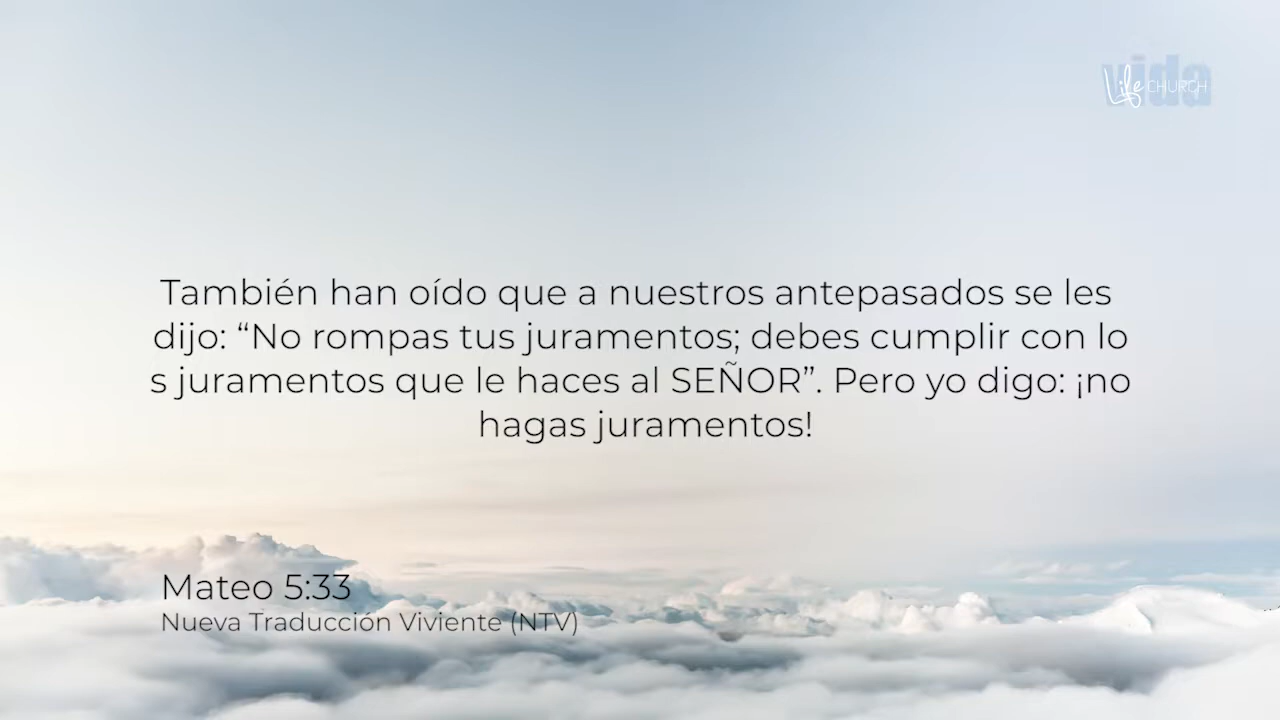 vida
Life CHURCH
También han oído que a nuestros antepasados se les
dijo: “No rompas tus juramentos; debes cumplir con lo
s juramentos que le haces al SEÑOR”. Pero yo digo: ¡no
hagas juramentos!
Mateo 5:33
Nueva Traducción Viviente (NTV)